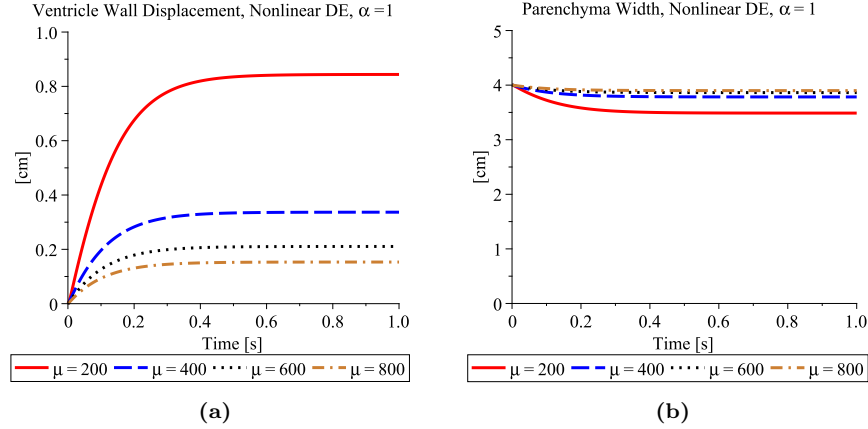 Ventricle Wall Displacement, Nonlinear DE, α =1
1.0
0.8
0.6
0.4
0.2
0
[cm]
0 0.2 0.4 0.6 0.8 1.0
Time [s]
μ = 200 μ = 400 μ = 600 μ = 800
(a)
Parenchyma Width, Nonlinear DE, α = 1
5
4
3
2
1
0
[cm]
0 0.2 0.4 0.6 0.8 1.0
Time [s]
μ = 200 μ = 400 μ = 600 μ = 800
(b)